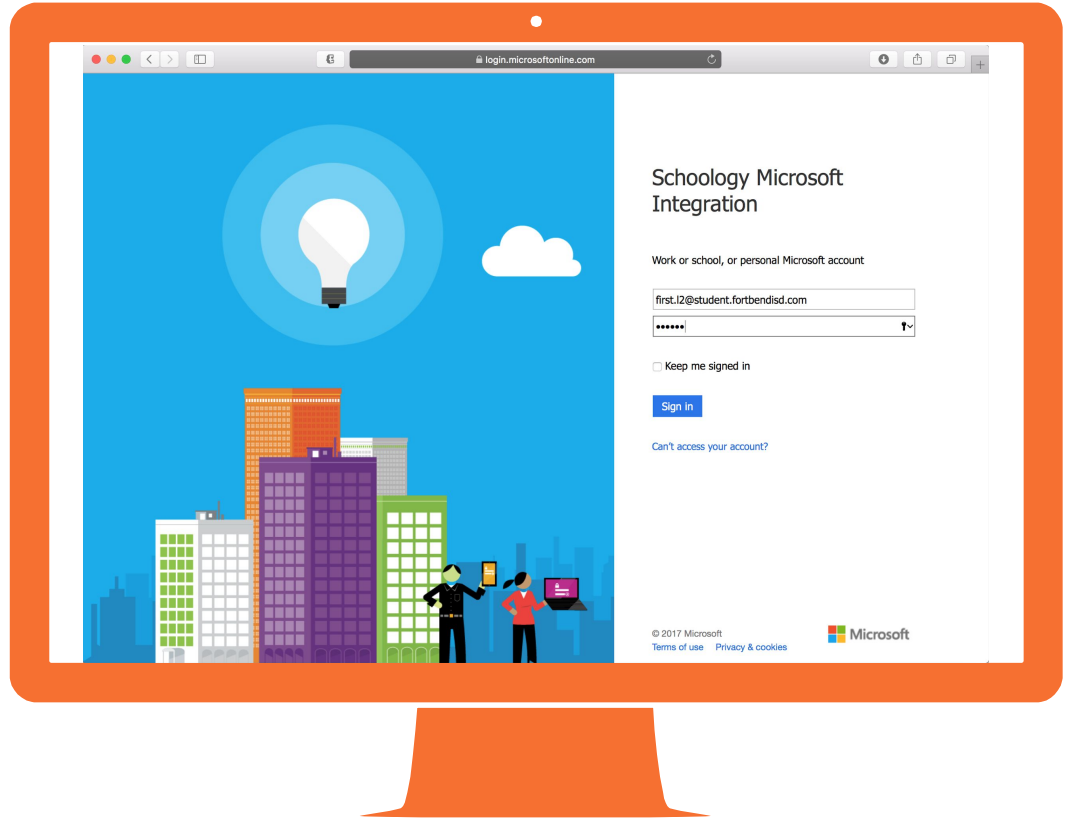 login.microsoftonline.com
Schoology Microsoft
Integration
Work or school, or personal Microsoft account
first.l2@student.fortbendisd.com
Keep me signed in
Sign in
Can't access your account?
© 2017 Microsoft
Terms of use Privacy & cookies
Microsoft